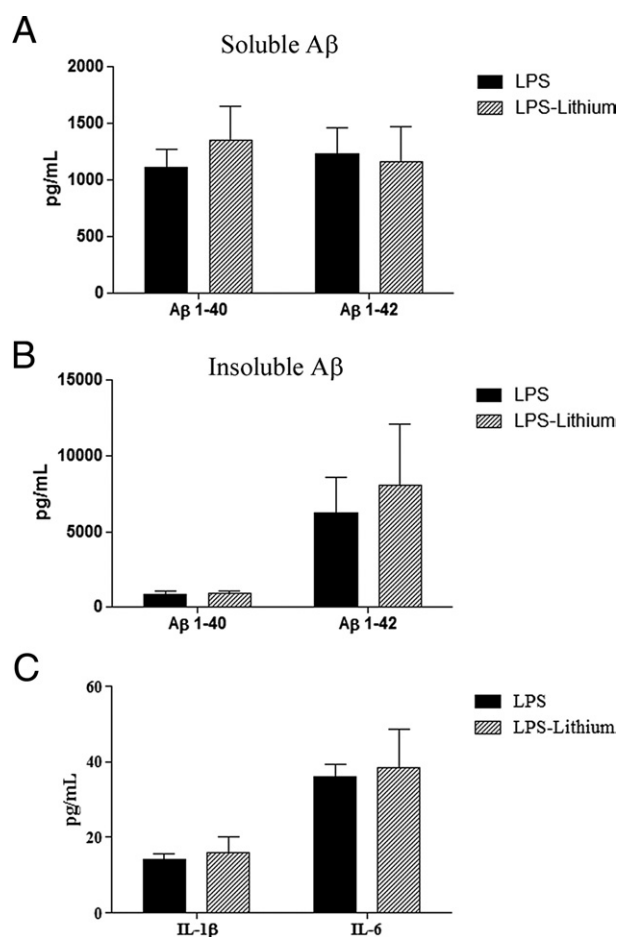 A
Soluble Aβ
2000
1500
1000
500
0
pg/mL
Aβ 1-40
Aβ 1-42
LPS
LPS-Lithium
B
Insoluble Aβ
15000
10000
5000
0
pg/mL
Aβ 1-40
Aβ 1-42
LPS
LPS-Lithium
C
60
40
20
0
pg/mL
IL-1β
IL-6
LPS
LPS-Lithium